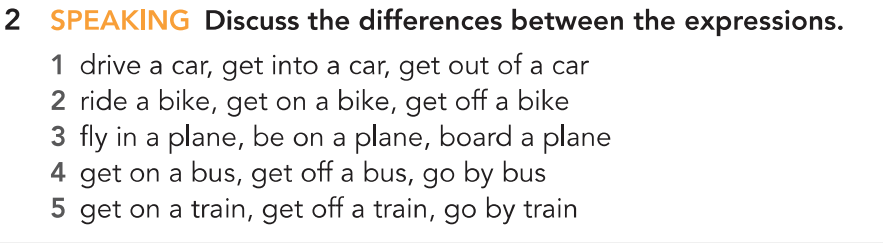 2 SPEAKING Discuss the differences between the expressions.
1 drive a car, get into a car, get out of a car
2 ride a bike, get on a bike, get off a bike
3 fly in a plane, be on a plane, board a plane
4 get on a bus, get off a bus, go by bus
5 get on a train, get off a train, go by train